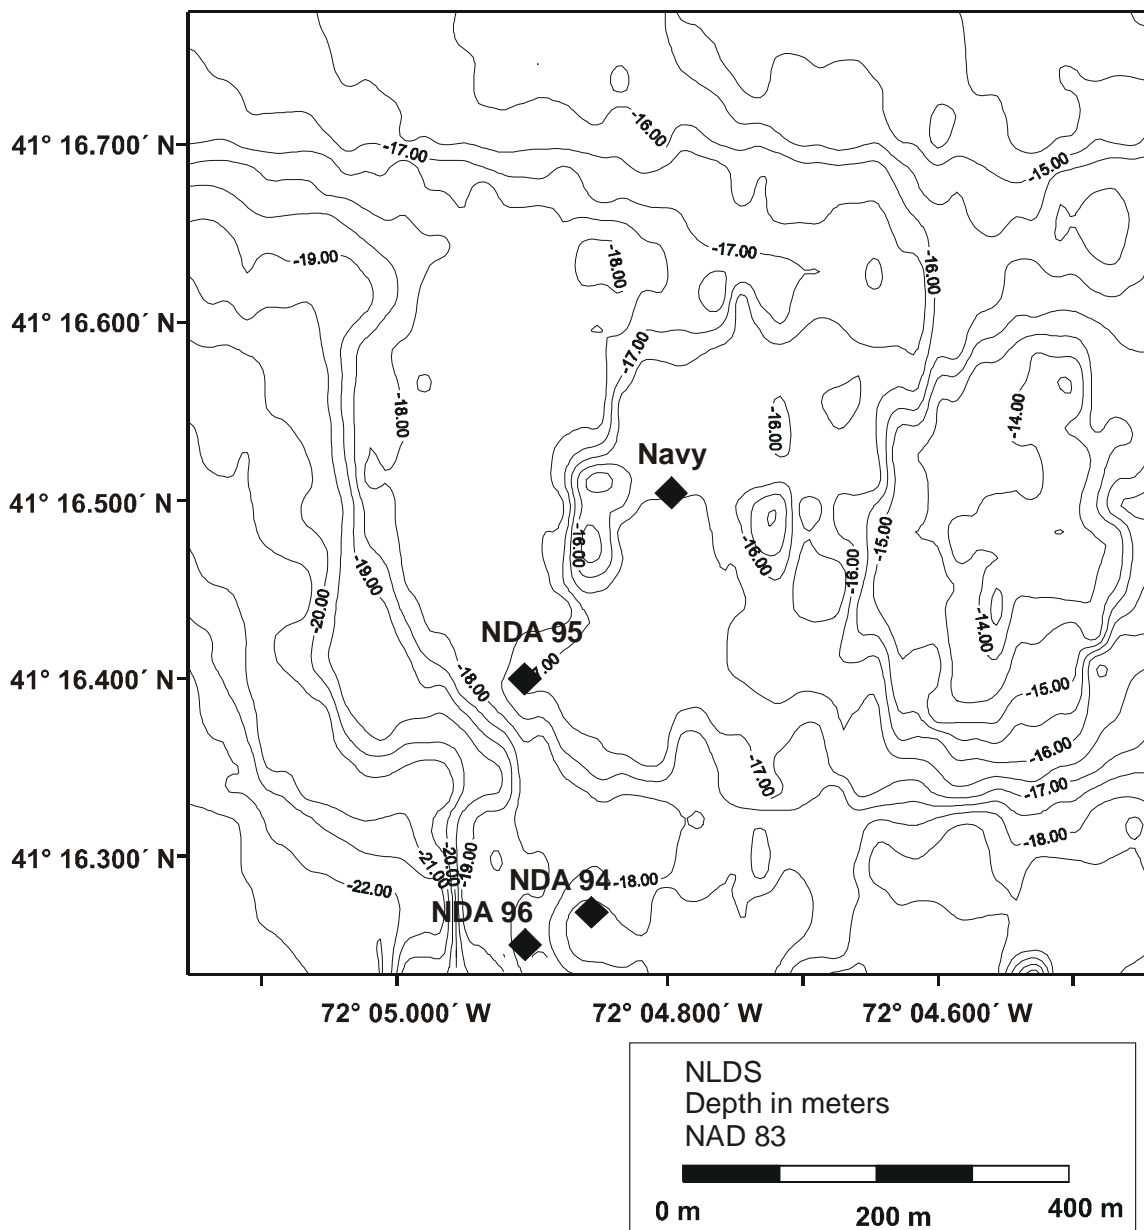 -16.00
41° 16.700´ N
-17.00
-15.00
-17.00
-19.00
-18.00
-16.00
41° 16.600´ N
-17.00
-18.00
-14.00
-16.00
Navy
41° 16.500´ N
-16.00
-15.00
-16.00
-16.00
-19.00
-20.00
-14.00
NDA 95
7.00
41° 16.400´ N
-18.00
-15.00
-16.00
-17.00
-17.00
-18.00
41° 16.300´ N
-21.00
-20.00
-19.00
-22.00
NDA 94
-18.00
NDA 96
72° 05.000´ W
72° 04.800´ W
72° 04.600´ W
NLDS
Depth in meters
NAD 83
0 m
200 m
400 m